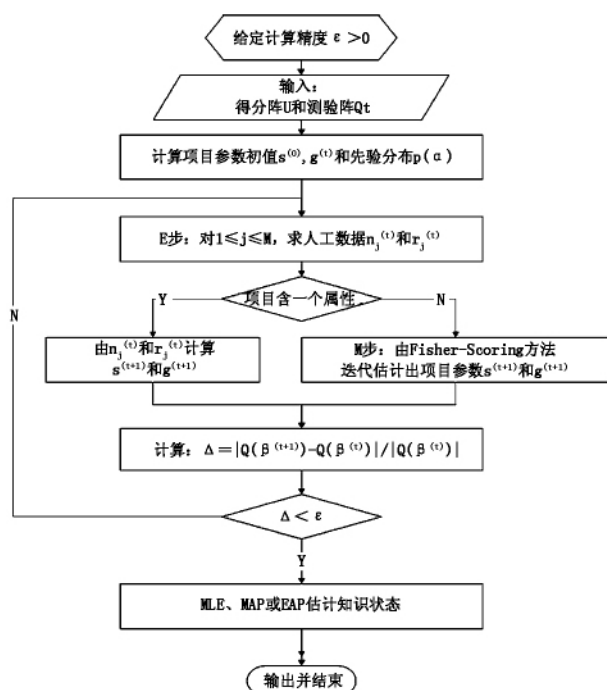 给定计算精度 ε >0
输入:
得分阵U和测验阵Qt
计算项目参数初值s⁽⁰⁾, g⁽ᵗ⁾和先验分布p(α)
E步: 对1≤j≤M, 求人工数据nⱼ⁽ᵗ⁾和rⱼ⁽ᵗ⁾
项目含一个属性
Y
N
N
由nⱼ⁽ᵗ⁾和rⱼ⁽ᵗ⁾计算
s⁽ᵗ⁺¹⁾和g⁽ᵗ⁺¹⁾
M步: 由Fisher-Scoring方法
迭代估计出项目参数s⁽ᵗ⁺¹⁾和g⁽ᵗ⁺¹⁾
计算: Δ=|Q(β⁽ᵗ⁺¹⁾)-Q(β⁽ᵗ⁾)|/|Q(β⁽ᵗ⁾)|
Δ< ε
Y
MLE、MAP或EAP估计知识状态
输出并结束